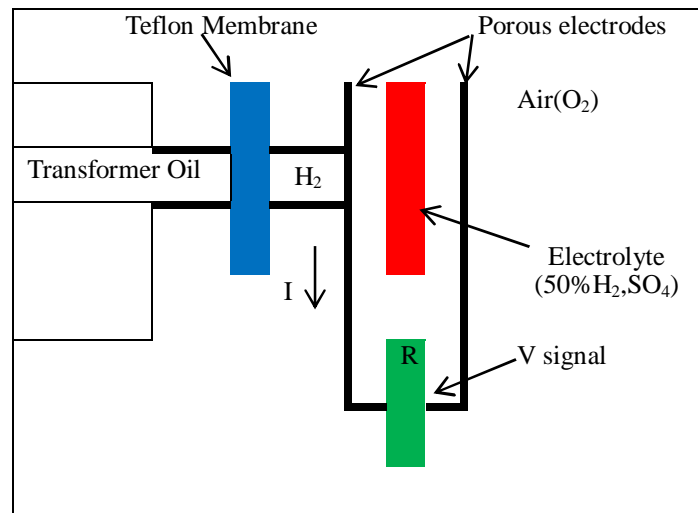 Teflon Membrane
Porous electrodes
Air(O₂)
Transformer Oil
H₂
Electrolyte
(50%H₂,SO₄)
I
R
V signal